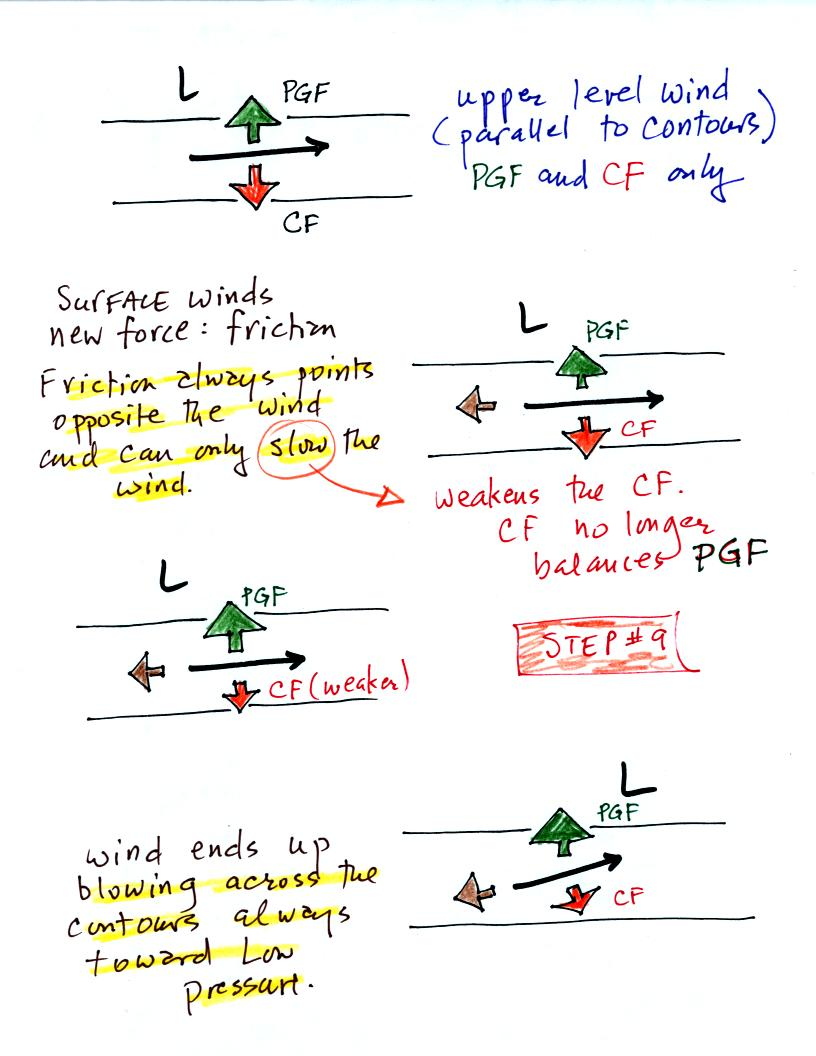 L PGF
CF
upper level wind
(parallel to contours)
PGF and CF only
SURFACE winds
new force: friction
Friction always points
opposite the wind
and can only slow the
wind.
L PGF
CF
weakens the CF.
CF no longer
balances PGF
L PGF
CF (weaker)
STEP #9
L
PGF
CF
wind ends up
blowing across the
contours always
toward Low
Pressure.